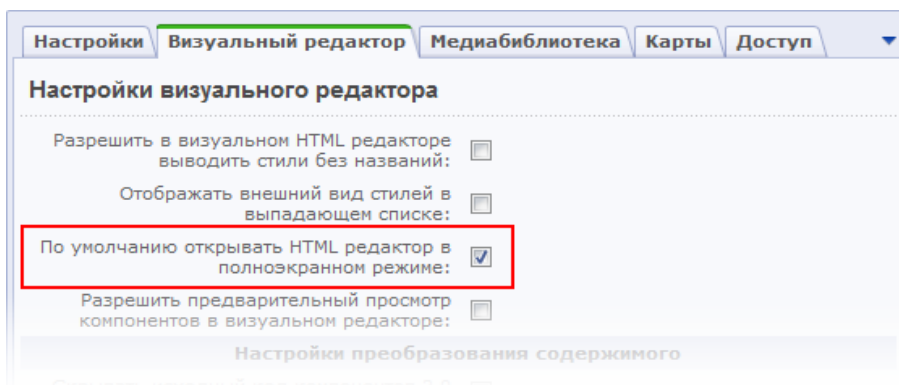 Настройки Визуальный редактор Медиабиблиотека Карты Доступ
Настройки визуального редактора
Разрешить в визуальном HTML редакторе
выводить стили без названий:
Отображать внешний вид стилей в
выпадающем списке:
По умолчанию открывать HTML редактор в
полноэкранном режиме:
Разрешить предварительный просмотр
компонентов в визуальном редакторе:
Настройки преобразования содержимого